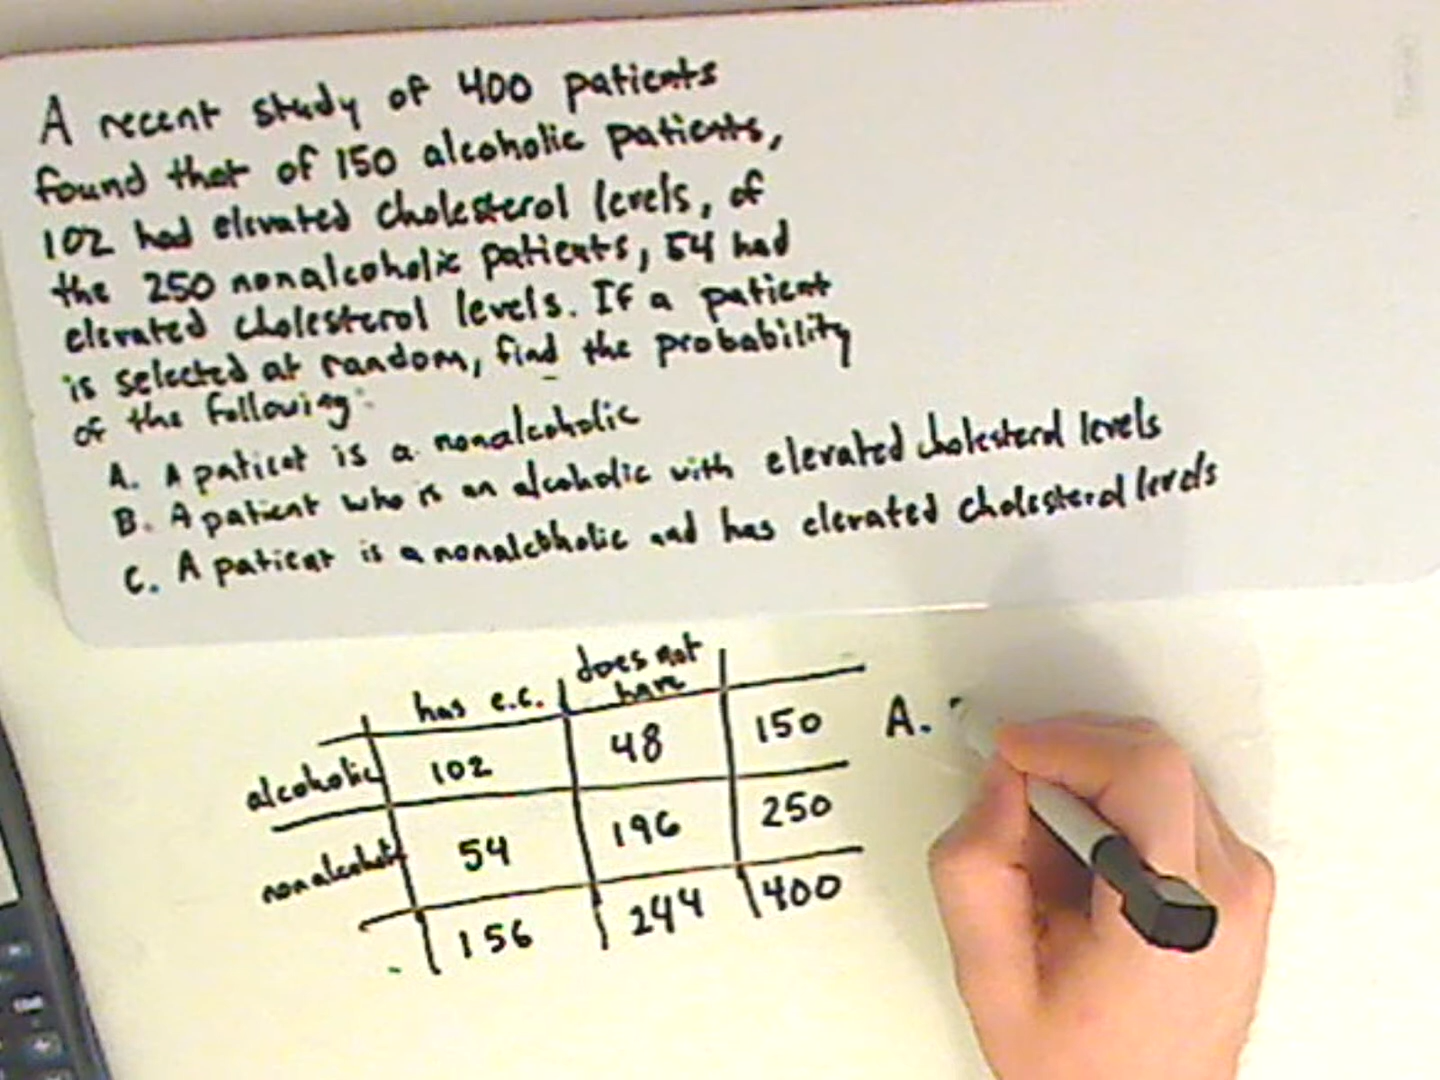 A recent study of 400 patients
found that of 150 alcoholic patients,
102 had elevated cholesterol levels, of
the 250 nonalcoholic patients, 54 had
elevated cholesterol levels. If a patient
is selected at random, find the probability
of the following:
A. A patient is a nonalcoholic
B. A patient who is an alcoholic with elevated cholesterol levels
C. A patient is a nonalcoholic and has elevated cholesterol levels
has e.c. does not have
alcoholic 102 48 150
nonalcoholic 54 196 250
156 244 400
A.